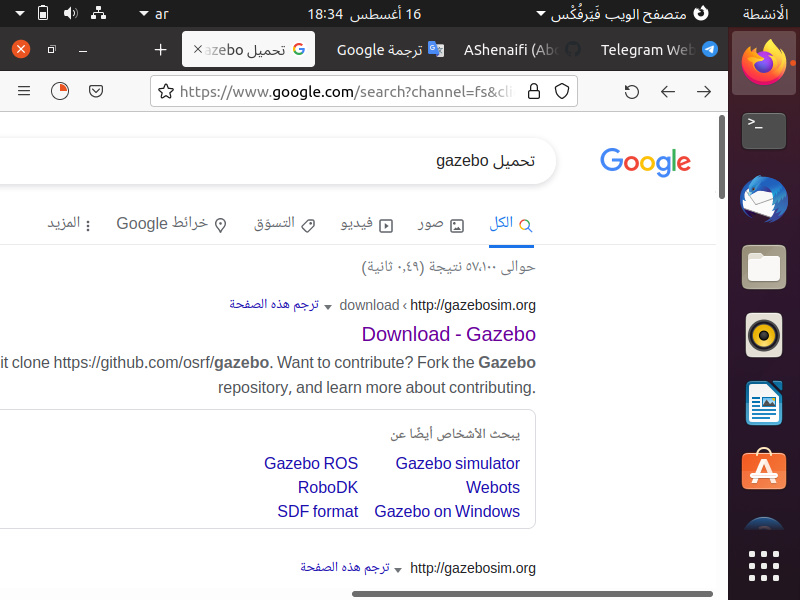 الأنشطة
متصفح الويب فَيَرفُكْس
16 أغسطس 18:34
ar
Telegram Web
AShenaifi (Abc
ترجمة Google
تحميل gazebo
https://www.google.com/search?channel=fs&cli
Google
تحميل gazebo
الكل
صور
فيديو
التسوّق
خرائط Google
المزيد
حوالى ٥٧،١٠٠ نتيجة (٠,٤٩ ثانية)
http://gazebosim.org › download ترجم هذه الصفحة
Download - Gazebo
it clone https://github.com/osrf/gazebo. Want to contribute? Fork the Gazebo
repository, and learn more about contributing.
يبحث الأشخاص أيضًا عن
Gazebo simulator
Gazebo ROS
Webots
RoboDK
Gazebo on Windows
SDF format
http://gazebosim.org ترجم هذه الصفحة